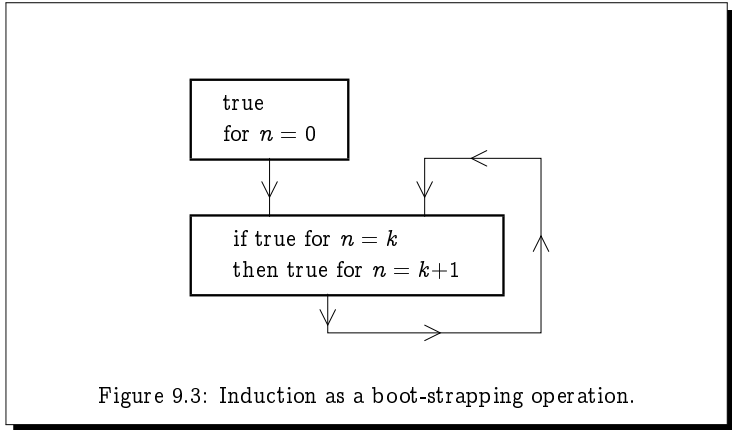 true
for n = 0
if true for n = k
then true for n = k+1
Figure 9.3: Induction as a boot-strapping operation.